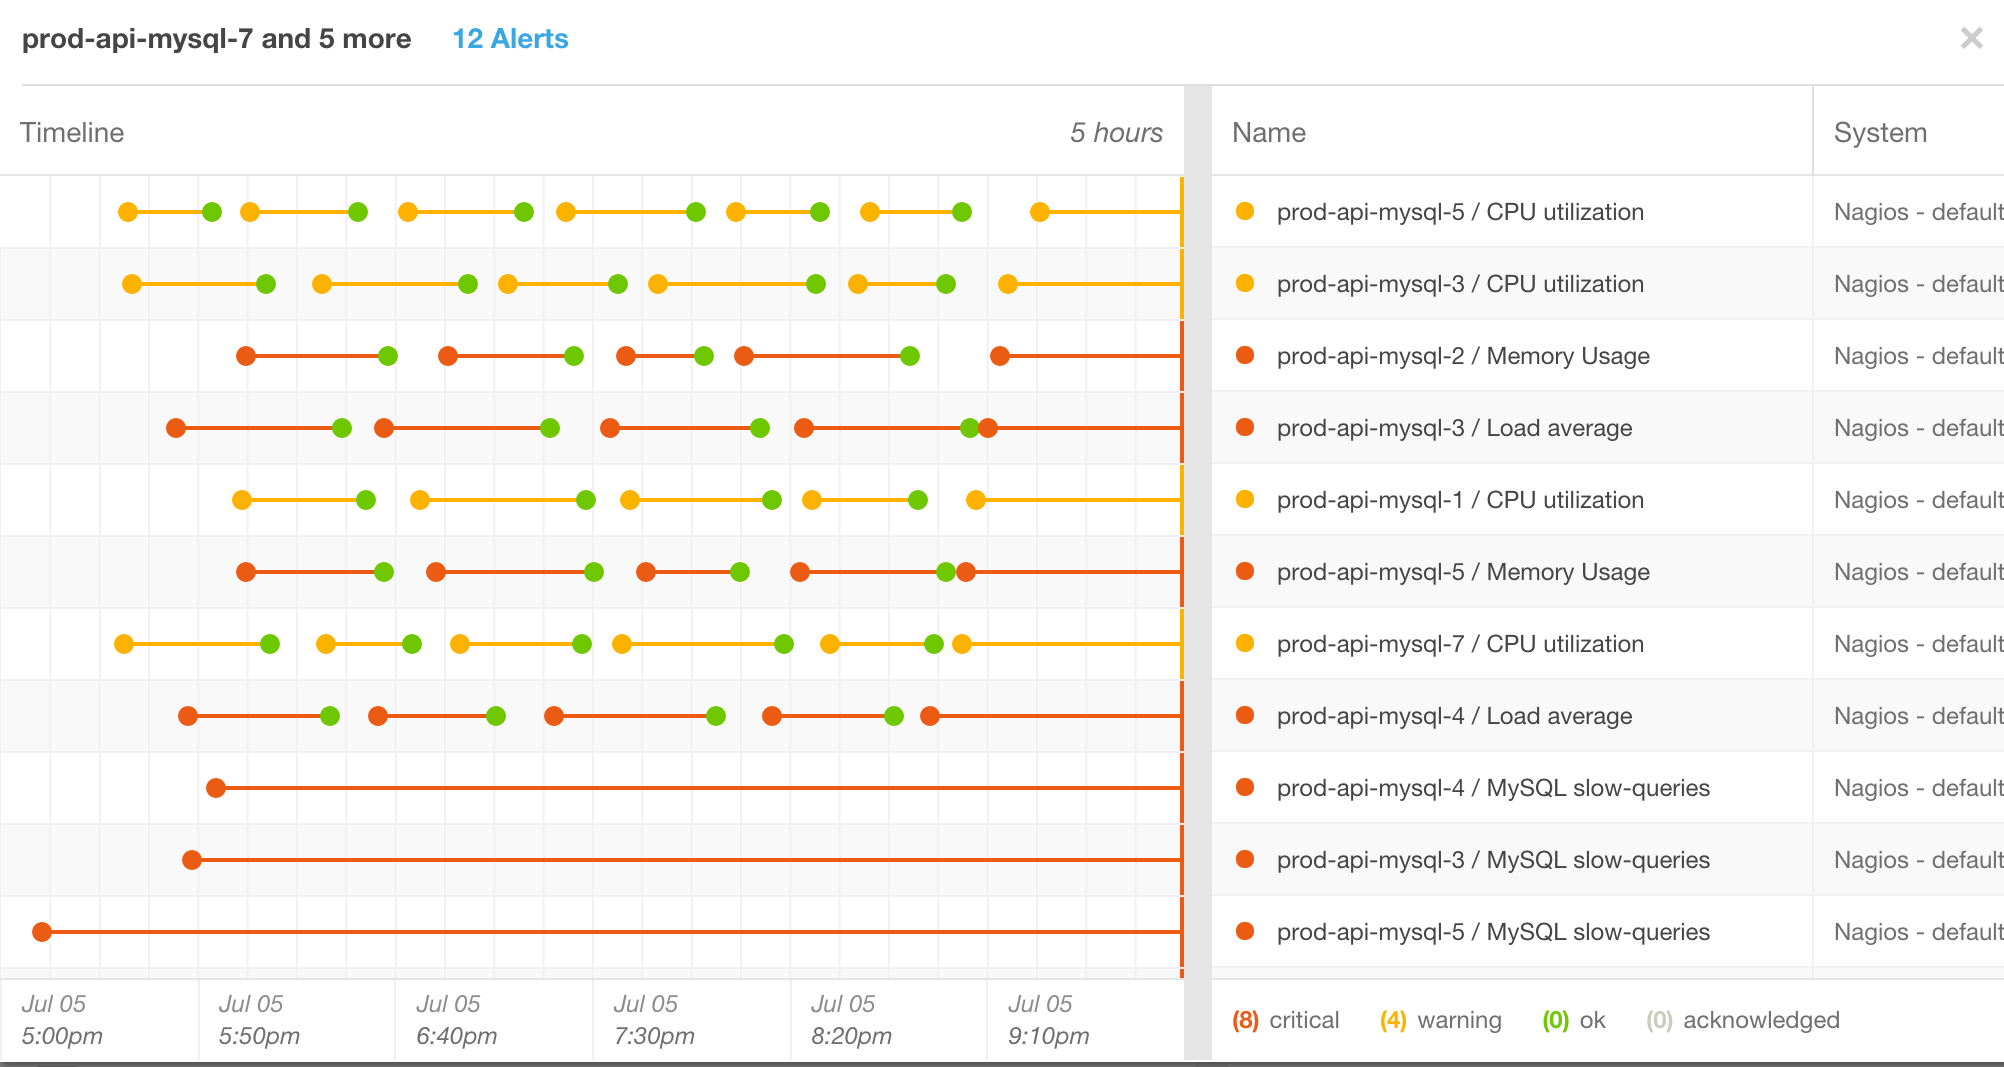 prod-api-mysql-7 and 5 more 12 Alerts
Timeline 5 hours Name System
prod-api-mysql-5 / CPU utilization Nagios - default
prod-api-mysql-3 / CPU utilization Nagios - default
prod-api-mysql-2 / Memory Usage Nagios - default
prod-api-mysql-3 / Load average Nagios - default
prod-api-mysql-1 / CPU utilization Nagios - default
prod-api-mysql-5 / Memory Usage Nagios - default
prod-api-mysql-7 / CPU utilization Nagios - default
prod-api-mysql-4 / Load average Nagios - default
prod-api-mysql-4 / MySQL slow-queries Nagios - default
prod-api-mysql-3 / MySQL slow-queries Nagios - default
prod-api-mysql-5 / MySQL slow-queries Nagios - default
Jul 05 Jul 05 Jul 05 Jul 05 Jul 05 Jul 05
5:00pm 5:50pm 6:40pm 7:30pm 8:20pm 9:10pm
(8) critical (4) warning (0) ok (0) acknowledged